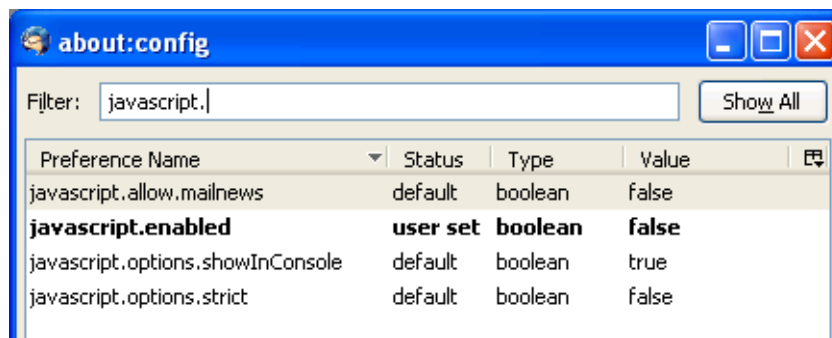 about:config
Filter: javascript. Show All
Preference Name Status Type Value
javascript.allow.mailnews default boolean false
javascript.enabled user set boolean false
javascript.options.showInConsole default boolean true
javascript.options.strict default boolean false